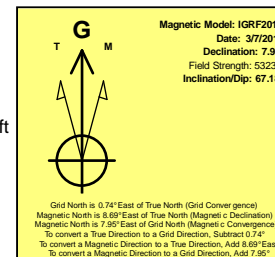 G
T M
Magnetic Model: IGRF201
Date: 3/7/201
Declination: 7.9
Field Strength: 5323
Inclination/Dip: 67.18
ft
Grid North is 0.74° East of True North (Grid Convergence)
Magnetic North is 8.69° East of True North (Magnetic Declination)
Magnetic North is 7.95° East of Grid North (Magnetic Convergence
To convert a True Direction to a Grid Direction, Subtract 0.74°
To convert a Magnetic Direction to a True Direction, Add 8.69° Eas
To convert a Magnetic Direction to a Grid Direction, Add 7.95°